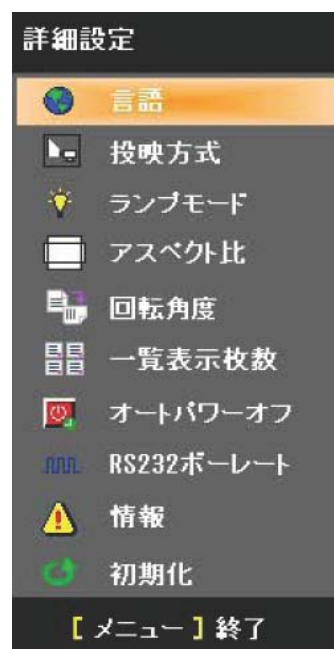 詳細設定
言語
投映方式
ランプモード
アスペクト比
回転角度
一覧表示枚数
オートパワーオフ
RS232ボーレート
情報
初期化
[メニュー] 終了